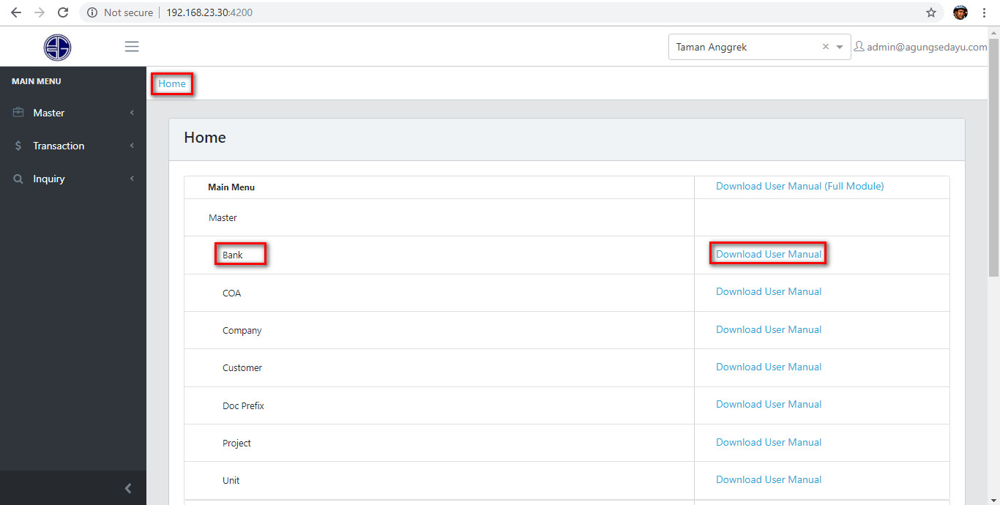 Not secure | 192.168.23.30:4200
Taman Anggrek
admin@agungsedayu.com
MAIN MENU
Home
Master
Transaction
Inquiry
Home
Main Menu Download User Manual (Full Module)
Master
Bank Download User Manual
COA Download User Manual
Company Download User Manual
Customer Download User Manual
Doc Prefix Download User Manual
Project Download User Manual
Unit Download User Manual